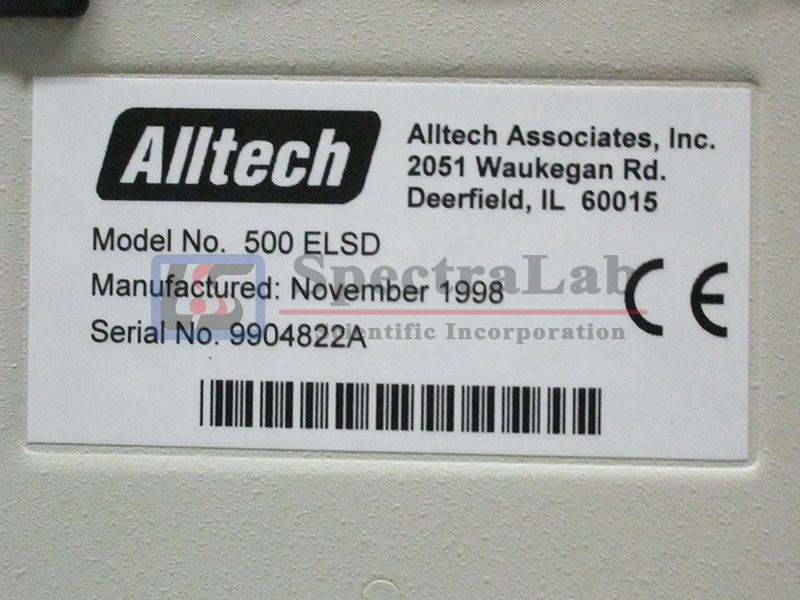 Alltech
Alltech Associates, Inc.
2051 Waukegan Rd.
Deerfield, IL 60015
Model No. 500 ELSD
Manufactured: November 1998
Serial No. 9904822A
CE
SpectraLab
Scientific Incorporation